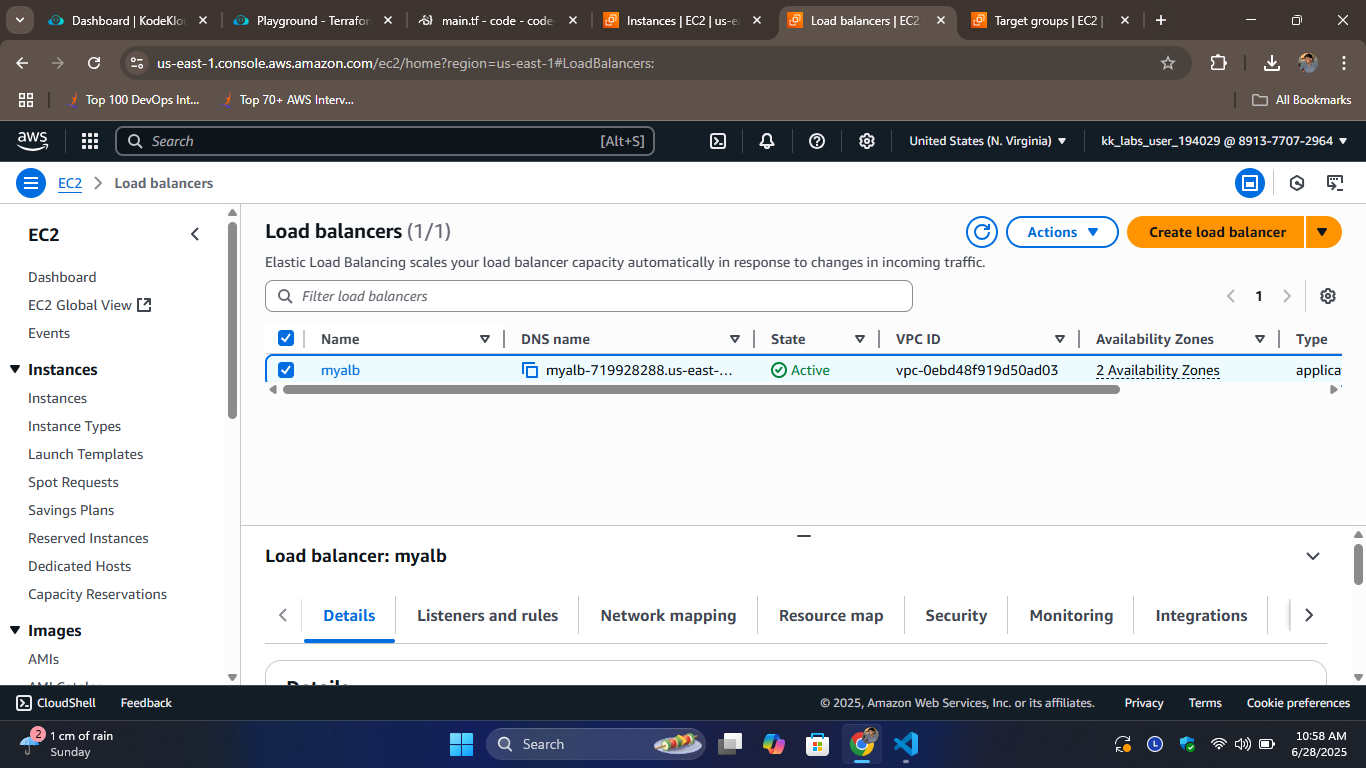 Dashboard | KodeKlo
Playground - Terrafor
main.tf - code - code-
Instances | EC2 | us-ea
Load balancers | EC2
Target groups | EC2 |
us-east-1.console.aws.amazon.com/ec2/home?region=us-east-1#LoadBalancers:
Top 100 DevOps Int...
Top 70+ AWS Interv...
All Bookmarks
aws
Search
[Alt+S]
United States (N. Virginia)
kk_labs_user_194029 @ 8913-7707-2964
EC2
Load balancers
EC2
Dashboard
EC2 Global View
Events
Instances
Instances
Instance Types
Launch Templates
Spot Requests
Savings Plans
Reserved Instances
Dedicated Hosts
Capacity Reservations
Images
AMIs
AMI Catalog
Load balancers (1/1)
Actions
Create load balancer
Elastic Load Balancing scales your load balancer capacity automatically in response to changes in incoming traffic.
Filter load balancers
1
Name
DNS name
State
VPC ID
Availability Zones
Type
myalb
myalb-719928288.us-east-...
Active
vpc-0ebd48f919d50ad03
2 Availability Zones
applica
Load balancer: myalb
Details
Listeners and rules
Network mapping
Resource map
Security
Monitoring
Integrations
Details
CloudShell
Feedback
© 2025, Amazon Web Services, Inc. or its affiliates.
Privacy
Terms
Cookie preferences
2
1 cm of rain
Sunday
Search
L
10:58 AM
6/28/2025